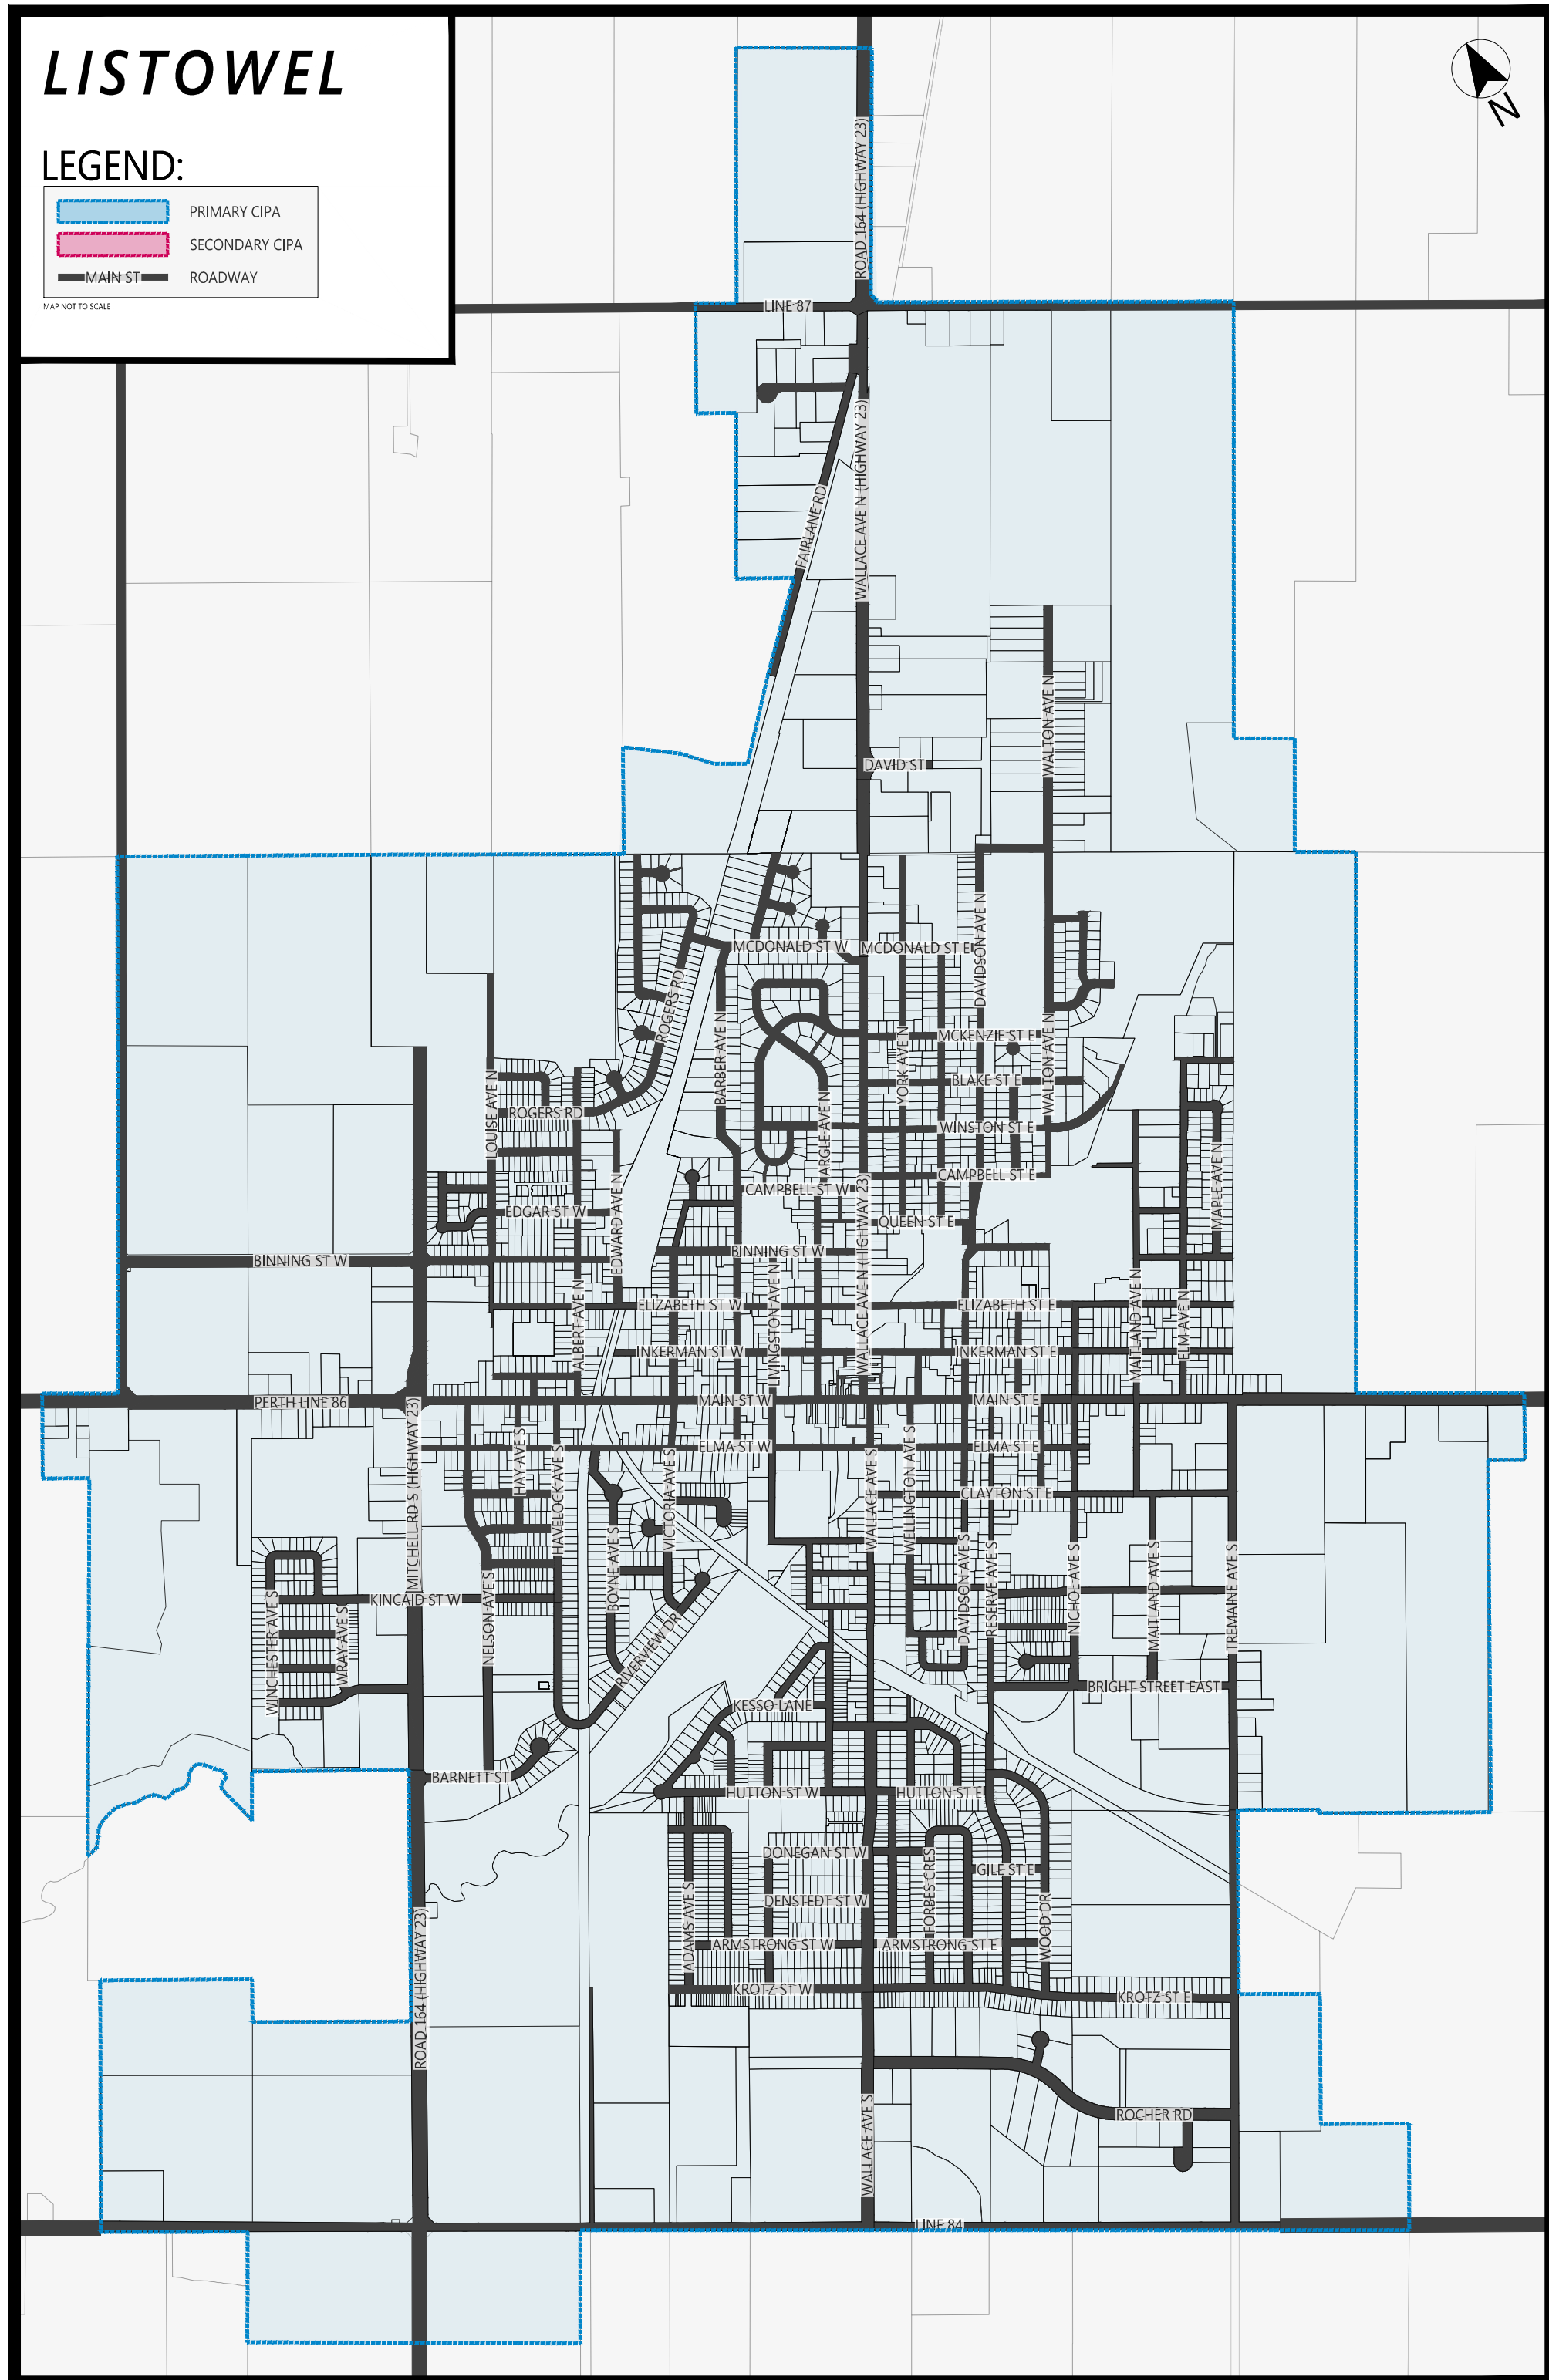 LISTOWEL
N
LEGEND:
PRIMARY CIPA
SECONDARY CIPA
MAIN ST
ROADWAY
MAP NOT TO SCALE
ROAD 164 (HIGHWAY 23)
LINE 87
WALLACE AVE N (HIGHWAY 23)
FAIRLANE RD
WALTON AVE N
DAVID ST
MCDONALD ST W
MCDONALD ST E
DAVIDSON AVE N
ROGERS RD
BARBER AVE N
MCKENZIE ST E
YORK AVE N
WALTON AVE N
BLAKE ST E
LOUISE AVE N
ROGERS RD
ARGLE AVE N
WINSTON ST E
MAPLE AVE N
CAMPBELL ST E
CAMPBELL ST W
EDWARD AVE N
EDGAR ST W
QUEEN ST E
BINNING ST W
BINNING ST W
WALLACE AVE N (HIGHWAY 23)
ALBERT AVE N
LIVINGSTON AVE N
MAITLAND AVE N
ELM AVE N
ELIZABETH ST W
ELIZABETH ST E
INKERMAN ST W
INKERMAN ST E
PERTH LINE 86
MAIN ST W
MAIN ST E
MITCHELL RD S (HIGHWAY 23)
HAY AVE S
HAVELOCK AVE S
ELMA ST W
ELMA ST E
VICTORIA AVE S
WALLACE AVE S
WELLINGTON AVE S
CLAYTON ST E
BOYNE AVE S
DAVIDSON AVE S
RESERVE AVE S
NICHOL AVE S
MAITLAND AVE S
TREMAINE AVE S
KINCAID ST W
WINCHESTER AVE S
WRAY AVE S
NELSON AVE S
RIVERVIEW DR
BRIGHT STREET EAST
KESSO LANE
BARNETT ST
HUTTON ST W
HUTTON ST E
DONEGAN ST W
FORBES CRES
GILE ST E
DENSTEDT ST W
ADAMS AVE S
WOOD DR
ARMSTRONG ST W
ARMSTRONG ST E
ROAD 164 (HIGHWAY 23)
KROTZ ST W
KROTZ ST E
ROCHER RD
WALLACE AVE S
LINE 84